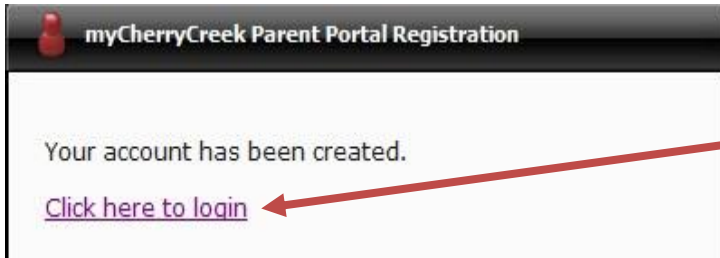 myCherryCreek Parent Portal Registration
Your account has been created.
Click here to login